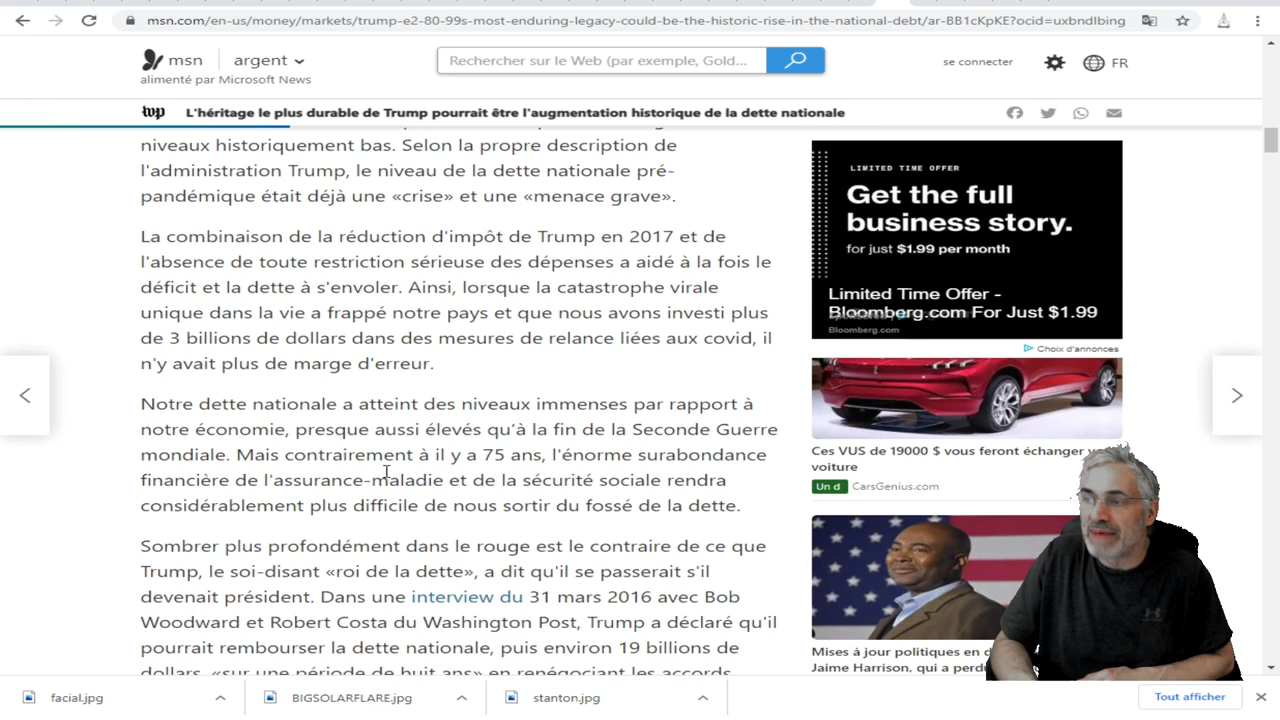 msn.com/en-us/money/markets/trump-e2-80-99s-most-enduring-legacy-could-be-the-historic-rise-in-the-national-debt/ar-BB1cKpKE?ocid=uxbndlbing
msn
argent
alimenté par Microsoft News
Rechercher sur le Web (par exemple, Gold...
se connecter
FR
wp
L'héritage le plus durable de Trump pourrait être l'augmentation historique de la dette nationale
niveaux historiquement bas. Selon la propre description de
l'administration Trump, le niveau de la dette nationale pré-
pandémique était déjà une «crise» et une «menace grave».
La combinaison de la réduction d'impôt de Trump en 2017 et de
l'absence de toute restriction sérieuse des dépenses a aidé à la fois le
déficit et la dette à s'envoler. Ainsi, lorsque la catastrophe virale
unique dans la vie a frappé notre pays et que nous avons investi plus
de 3 billions de dollars dans des mesures de relance liées aux covid, il
n'y avait plus de marge d'erreur.
Notre dette nationale a atteint des niveaux immenses par rapport à
notre économie, presque aussi élevés qu'à la fin de la Seconde Guerre
mondiale. Mais contrairement à il y a 75 ans, l'énorme surabondance
financière de l'assurance-maladie et de la sécurité sociale rendra
considérablement plus difficile de nous sortir du fossé de la dette.
Sombrer plus profondément dans le rouge est le contraire de ce que
Trump, le soi-disant «roi de la dette», a dit qu'il se passerait s'il
devenait président. Dans une interview du 31 mars 2016 avec Bob
Woodward et Robert Costa du Washington Post, Trump a déclaré qu'il
pourrait rembourser la dette nationale, puis environ 19 billions de
dollars, «sur une période de huit ans» en renégociant les accords
LIMITED TIME OFFER
Get the full
business story.
for just $1.99 per month
Limited Time Offer -
Bloomberg.com For Just $1.99
Bloomberg.com
Choix d'annonces
Ces VUS de 19000 $ vous feront échanger
voiture
Un d
CarsGenius.com
Mises à jour politiques en d
Jaime Harrison, qui a perd
facial.jpg
BIGSOLARFLARE.jpg
stanton.jpg
Tout afficher